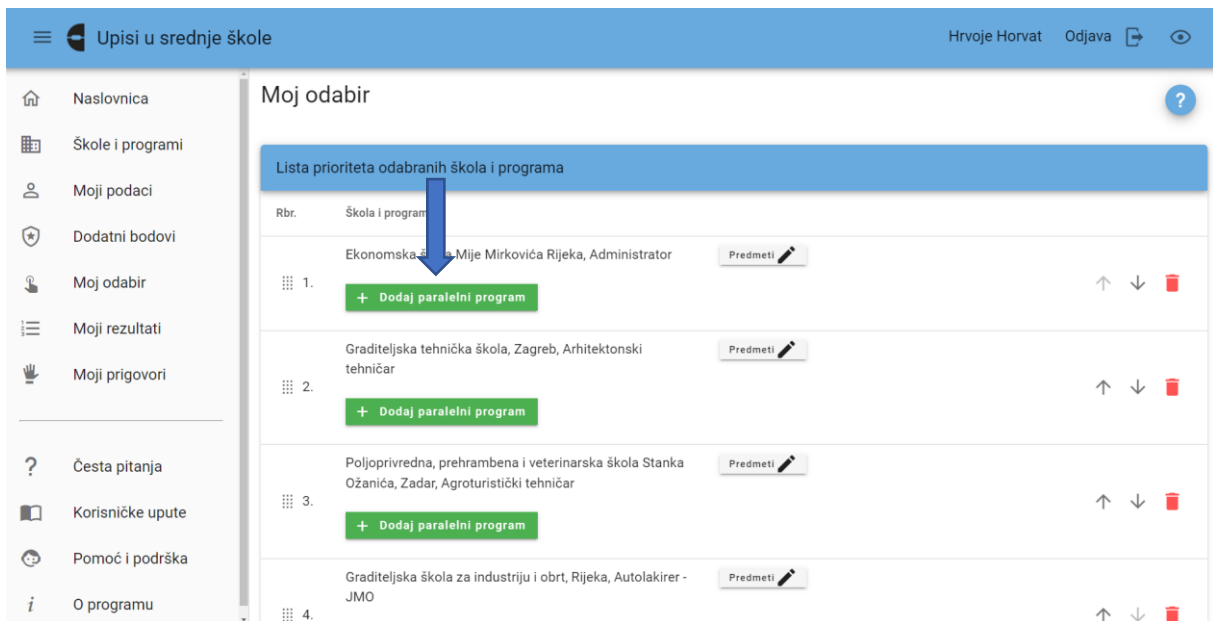 Upisi u srednje škole
Hrvoje Horvat
Odjava
Naslovnica
Škole i programi
Moji podaci
Dodatni bodovi
Moj odabir
Moji rezultati
Moji prigovori
Česta pitanja
Korisničke upute
Pomoć i podrška
O programu
Moj odabir
?
Lista prioriteta odabranih škola i programa
Rbr.
Škola i program
1.
Ekonomska Mije Mirkovića Rijeka, Administrator
Predmeti
+ Dodaj paralelni program
2.
Graditeljska tehnička škola, Zagreb, Arhitektonski
tehničar
Predmeti
+ Dodaj paralelni program
3.
Poljoprivredna, prehrambena i veterinarska škola Stanka
Ožanića, Zadar, Agroturistički tehničar
Predmeti
+ Dodaj paralelni program
4.
Graditeljska škola za industriju i obrt, Rijeka, Autolakirer -
JMO
Predmeti